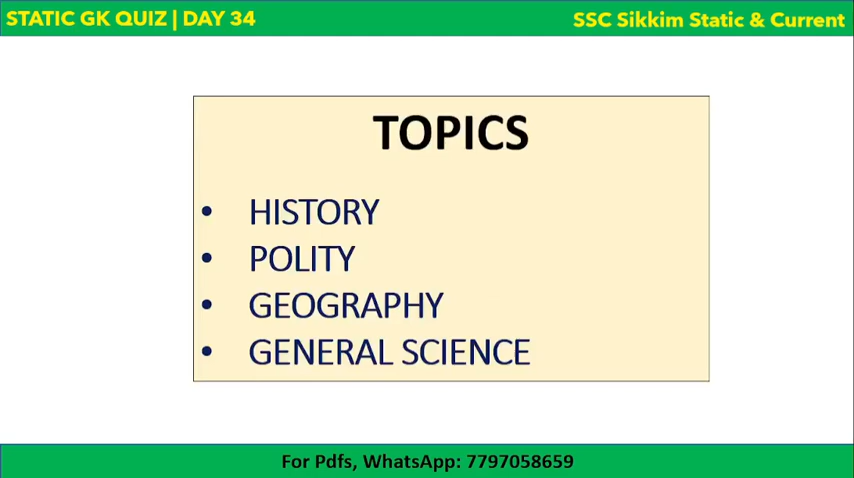 STATIC GK QUIZ | DAY 34
SSC Sikkim Static & Current
TOPICS
• HISTORY
• POLITY
• GEOGRAPHY
• GENERAL SCIENCE
For Pdfs, WhatsApp: 7797058659